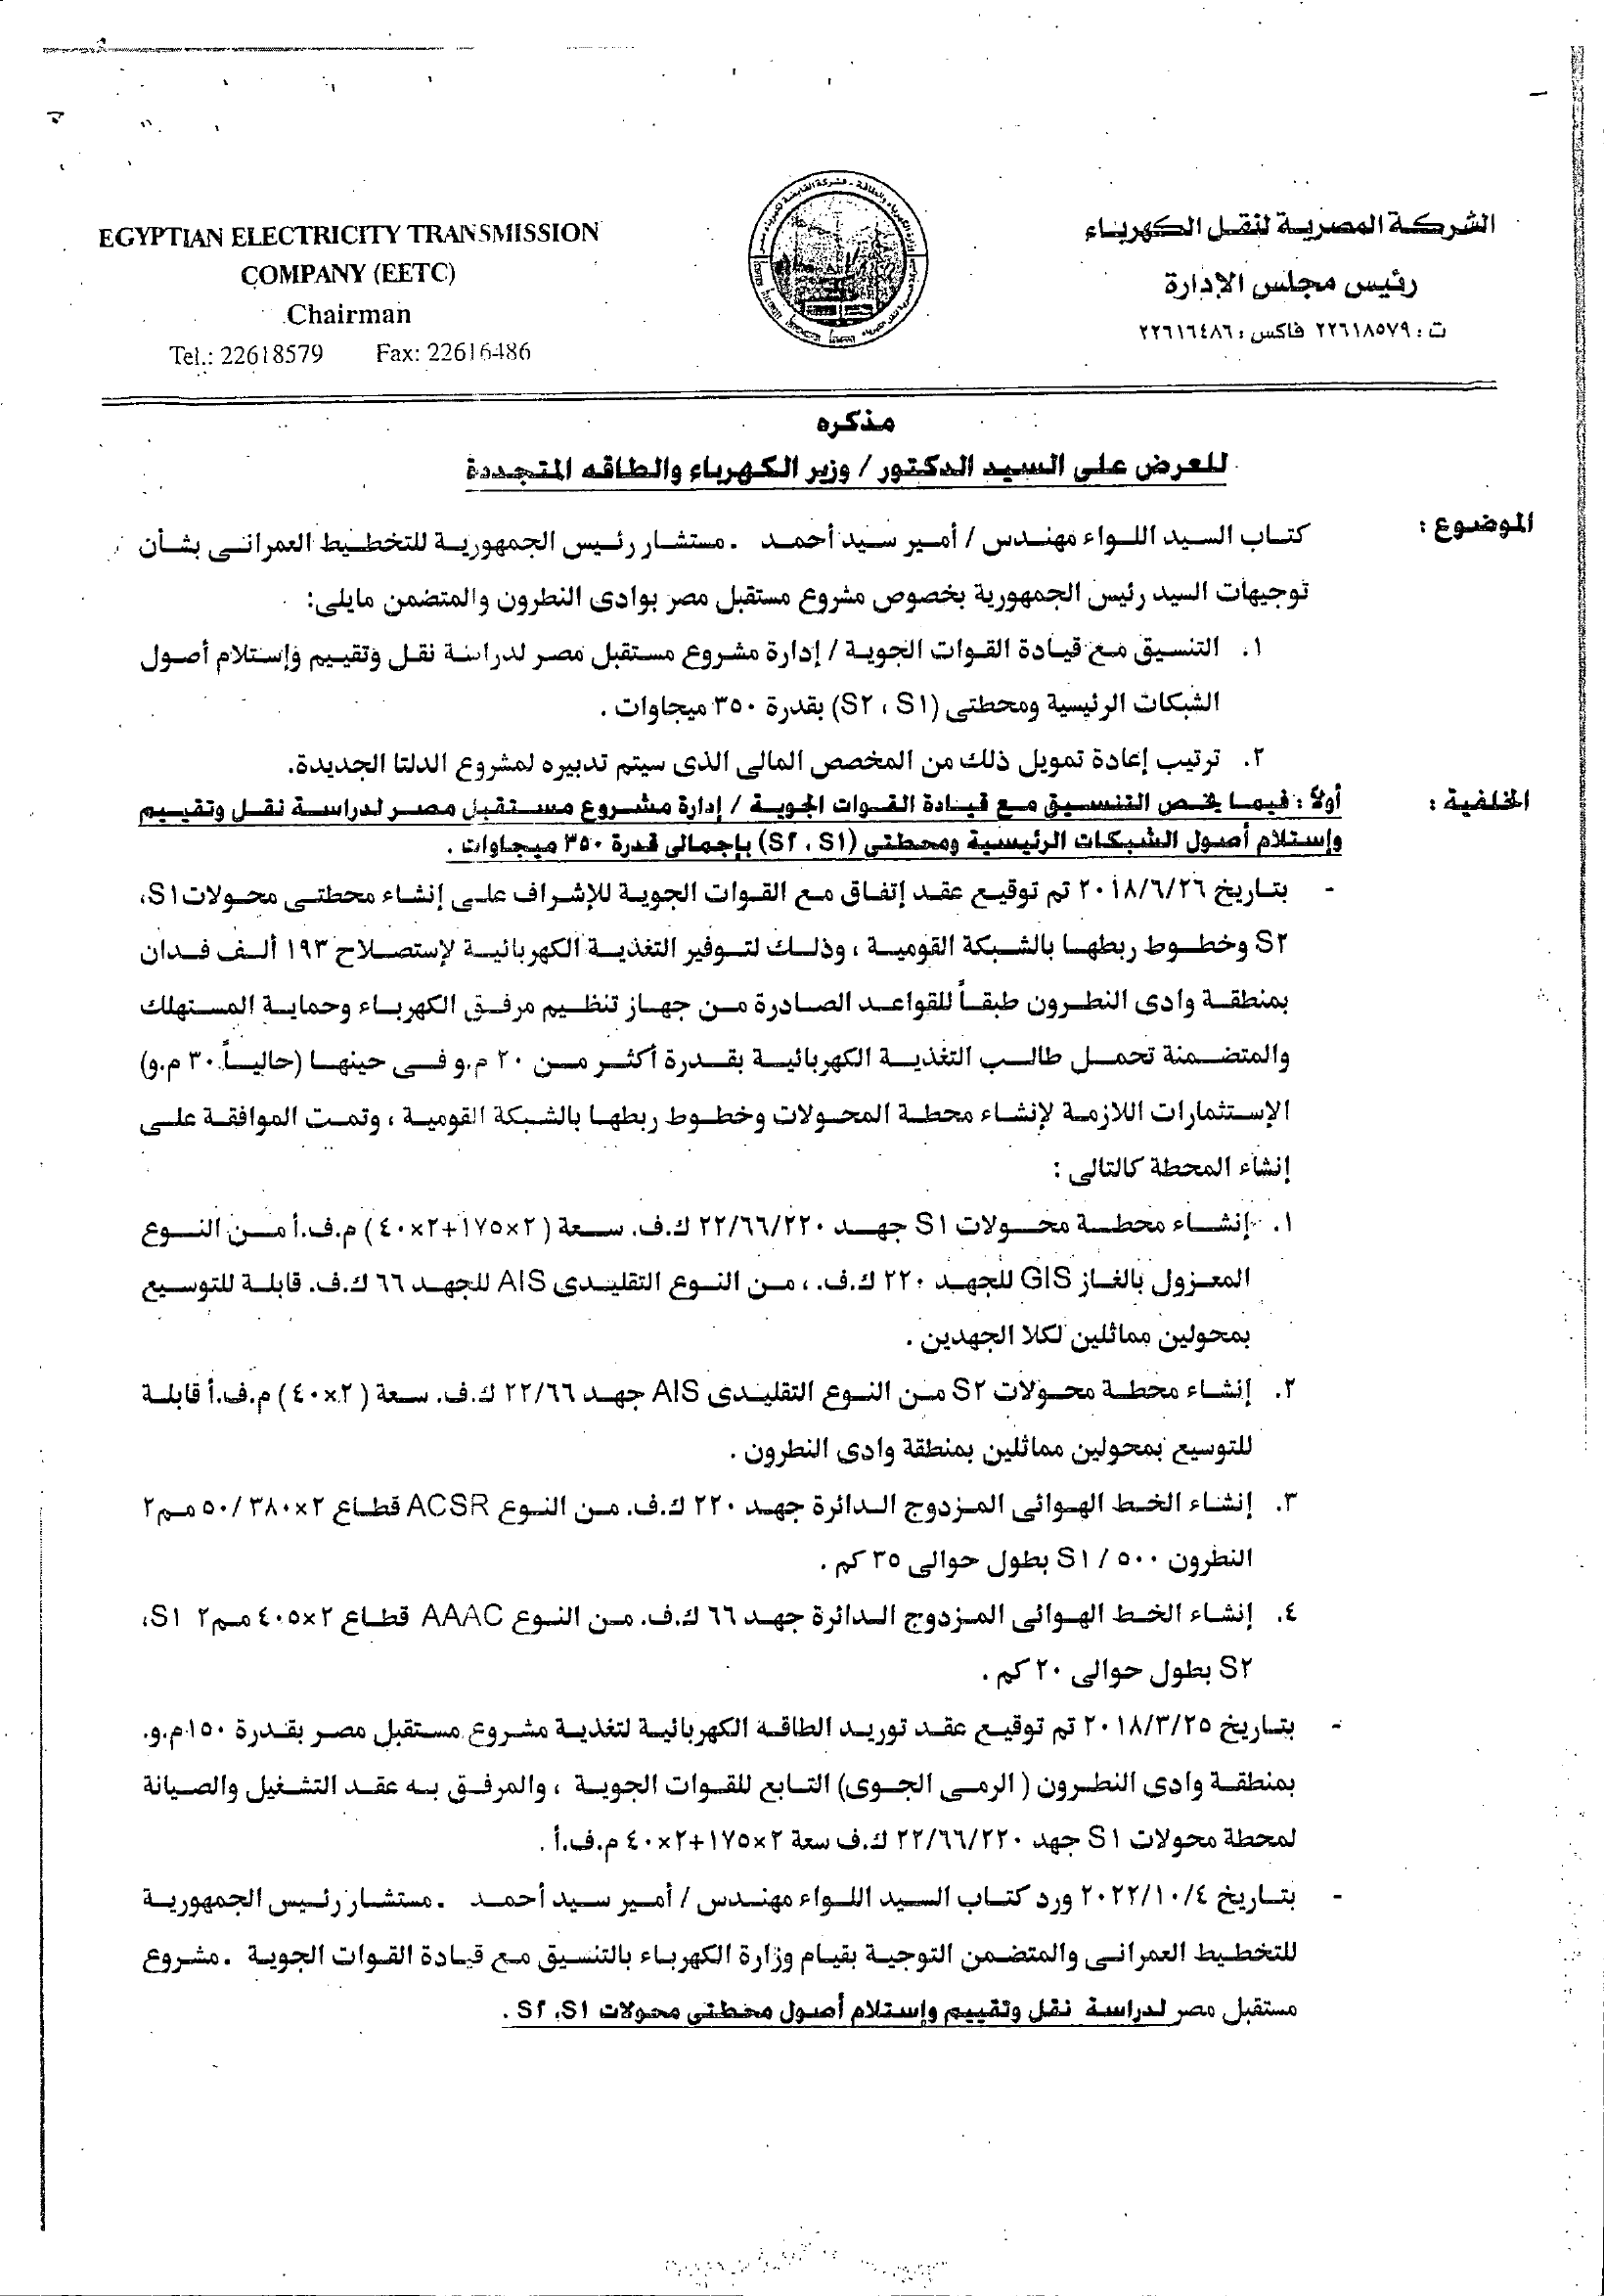 EGYPTIAN ELECTRICITY TRANSMISSION
COMPANY (EETC)
Chairman
Tel.: 22618579 Fax: 22616486
الشركة المصرية لنقل الكهرباء
رئيس مجلس الإدارة
ت : ٢٢٦١٨٥٧٩ فاكس : ٢٢٦١٦٤٨٦
مذكره
للعرض على السيد الدكتور / وزير الكهرباء والطاقه المتجددة
الموضوع : كتاب السيد اللواء مهندس / أمير سيد أحمد . مستشار رئيس الجمهورية للتخطيط العمرانى بشأن
توجيهات السيد رئيس الجمهورية بخصوص مشروع مستقبل مصر بوادى النطرون والمتضمن مايلى:
١. التنسيق مع قيادة القوات الجوية / إدارة مشروع مستقبل مصر لدراسة نقل وتقييم وإستلام أصول
الشبكات الرئيسية ومحطتى (S٢ ، S١) بقدرة ٣٥٠ ميجاوات .
٢. ترتيب إعادة تمويل ذلك من المخصص المالى الذى سيتم تدبيره لمشروع الدلتا الجديدة.
الخلفية : أولاً : فيما يخص التنسيق مع قيادة القوات الجوية / إدارة مشروع مستقبل مصر لدراسة نقل وتقييم
وإستلام أصول الشبكات الرئيسية ومحطتى (S٢ ، S١) بإجمالى قدرة ٣٥٠ ميجاوات .
- بتاريخ ٢٠١٨/٦/٢٦ تم توقيع عقد إتفاق مع القوات الجوية للإشراف على إنشاء محطتى محولات S١،
S٢ وخطوط ربطها بالشبكة القومية ، وذلك لتوفير التغذية الكهربائية لإستصلاح ١٩٣ ألف فدان
بمنطقة وادى النطرون طبقاً للقواعد الصادرة من جهاز تنظيم مرفق الكهرباء وحماية المستهلك
والمتضمنة تحمل طالب التغذية الكهربائية بقدرة أكثر من ٢٠ م.و فى حينها (حالياً ٣٠ م.و)
الإستثمارات اللازمة لإنشاء محطة المحولات وخطوط ربطها بالشبكة القومية ، وتمت الموافقة على
إنشاء المحطة كالتالى :
١. إنشاء محطة محولات S١ جهد ٢٢/٦٦/٢٢٠ ك.ف. سعة (٢×١٧٥+٢×٤٠) م.ف.أ من النوع
المعزول بالغاز GIS للجهد ٢٢٠ ك.ف. ، من النوع التقليدى AIS للجهد ٦٦ ك.ف. قابلة للتوسيع
بمحولين مماثلين لكلا الجهدين .
٢. إنشاء محطة محولات S٢ من النوع التقليدى AIS جهد ٢٢/٦٦ ك.ف. سعة (٢×٤٠) م.ف.أ قابلة
للتوسيع بمحولين مماثلين بمنطقة وادى النطرون .
٣. إنشاء الخط الهوائى المزدوج الدائرة جهد ٢٢٠ ك.ف. من النوع ACSR قطاع ٢×٣٨٠/٥٠ مم٢
النطرون ٥٠٠ / S١ بطول حوالى ٣٥ كم .
٤. إنشاء الخط الهوائى المزدوج الدائرة جهد ٦٦ ك.ف. من النوع AAAC قطاع ٢×٤٠٥ مم٢ S١،
S٢ بطول حوالى ٢٠ كم .
- بتاريخ ٢٠١٨/٣/٢٥ تم توقيع عقد توريد الطاقه الكهربائية لتغذية مشروع مستقبل مصر بقدرة ١٥٠م.و.
بمنطقة وادى النطرون ( الرمى الجوى) التابع للقوات الجوية ، والمرفق به عقد التشغيل والصيانة
لمحطة محولات S١ جهد ٢٢/٦٦/٢٢٠ ك.ف سعة ٢×١٧٥+٢×٤٠ م.ف.أ .
- بتاريخ ٢٠٢٢/١٠/٤ ورد كتاب السيد اللواء مهندس / أمير سيد أحمد . مستشار رئيس الجمهورية
للتخطيط العمرانى والمتضمن التوجية بقيام وزارة الكهرباء بالتنسيق مع قيادة القوات الجوية . مشروع
مستقبل مصر لدراسة نقل وتقييم وإستلام أصول محطتى محولات S٢ ،S١ .